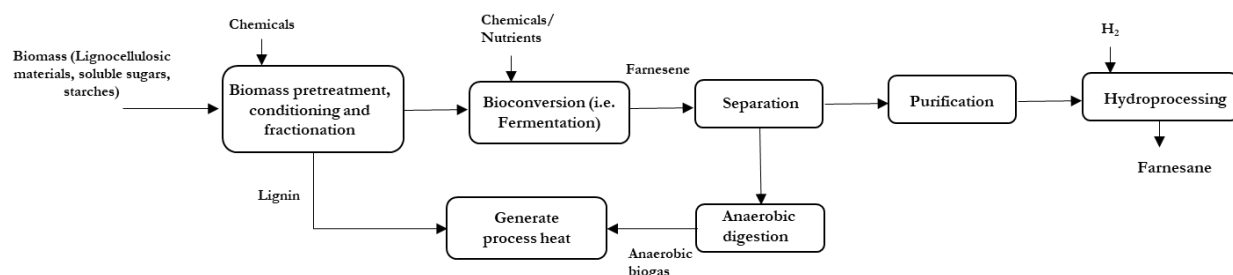 Chemicals
Biomass (Lignocellulosic
materials, soluble sugars,
starches)
Biomass pretreatment,
conditioning and
fractionation
Chemicals/
Nutrients
Bioconversion (i.e.
Fermentation)
Farnesene
Separation
Purification
H₂
Hydroprocessing
Farnesane
Lignin
Generate
process heat
Anaerobic
biogas
Anaerobic
digestion